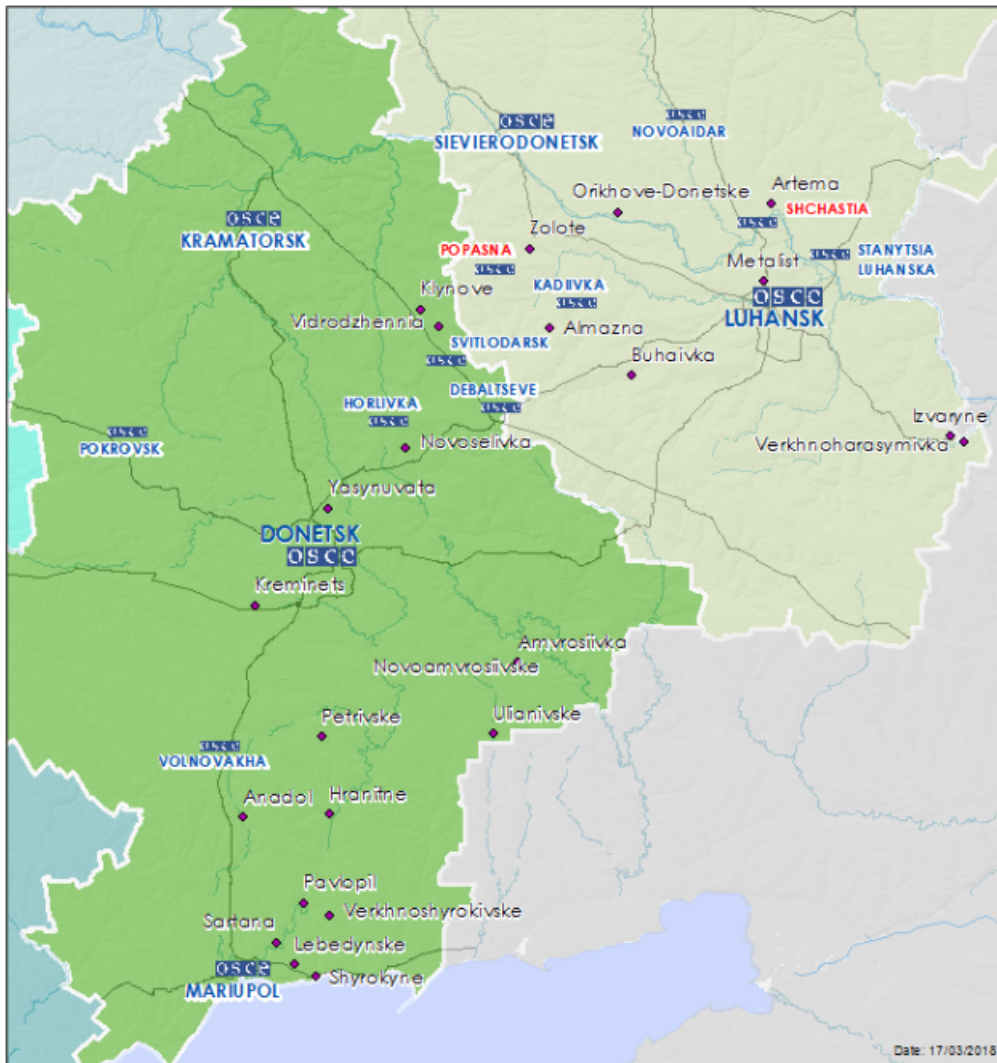 osce
SIEVIERODONETSK
osce
NOVOAIDAR
Orikhove-Donetske
Artema
SHCHASTIA
osce
osce
KRAMATORSK
Zolote
POPASNA
osce
osce
STANYTSIA
LUHANSKA
Metalist
KADIIVKA
osce
osce
LUHANSK
Klynove
Vidrodzhennia
Almazna
SVITLODARSK
osce
Buhaivka
DEBALTSEVE
osce
HORLIVKA
osce
Novoselivka
osce
POKROVSK
Izvaryne
Verkhnoharasymivka
Yasynuvata
DONETSK
osce
Kreminets
Amvrosiivka
Novoamvrosiivske
Petrivske
Ulianivske
osce
VOLNOVAKHA
Anadol
Hranitne
Pavlopil
Verkhnoshyrokivske
Sartana
Lebedynske
osce
MARIUPOL
Shyrokyne
Date: 17/03/2018